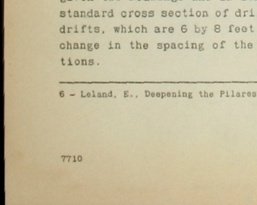 standard cross section of dri
drifts, which are 6 by 8 feet
change in the spacing of the
tions.
6 - Leland, E., Deepening the Pilares
7710